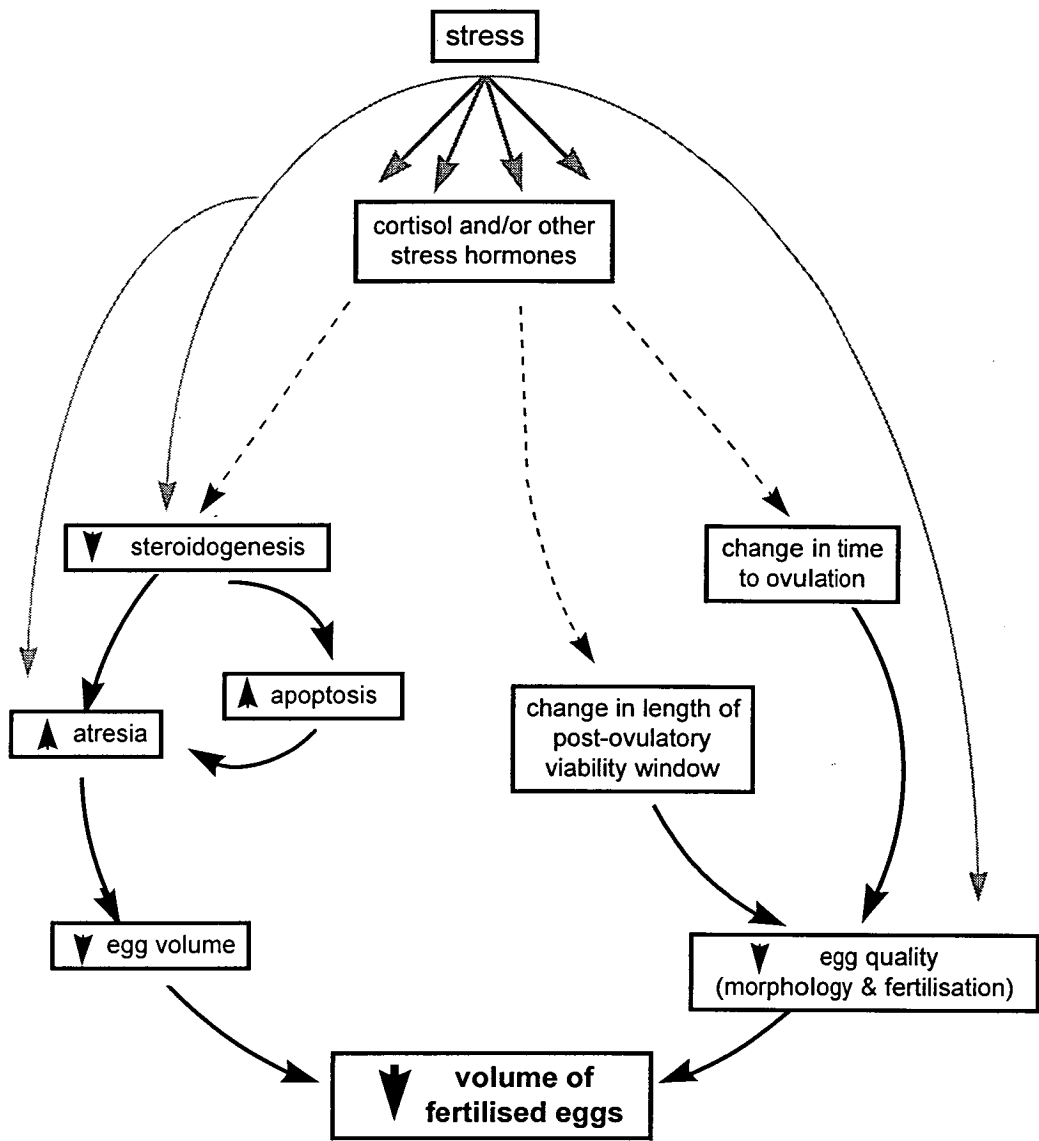 stress
cortisol and/or other
stress hormones
steroidogenesis
change in time
to ovulation
apoptosis
atresia
change in length of
post-ovulatory
viability window
egg volume
egg quality
(morphology & fertilisation)
volume of
fertilised eggs